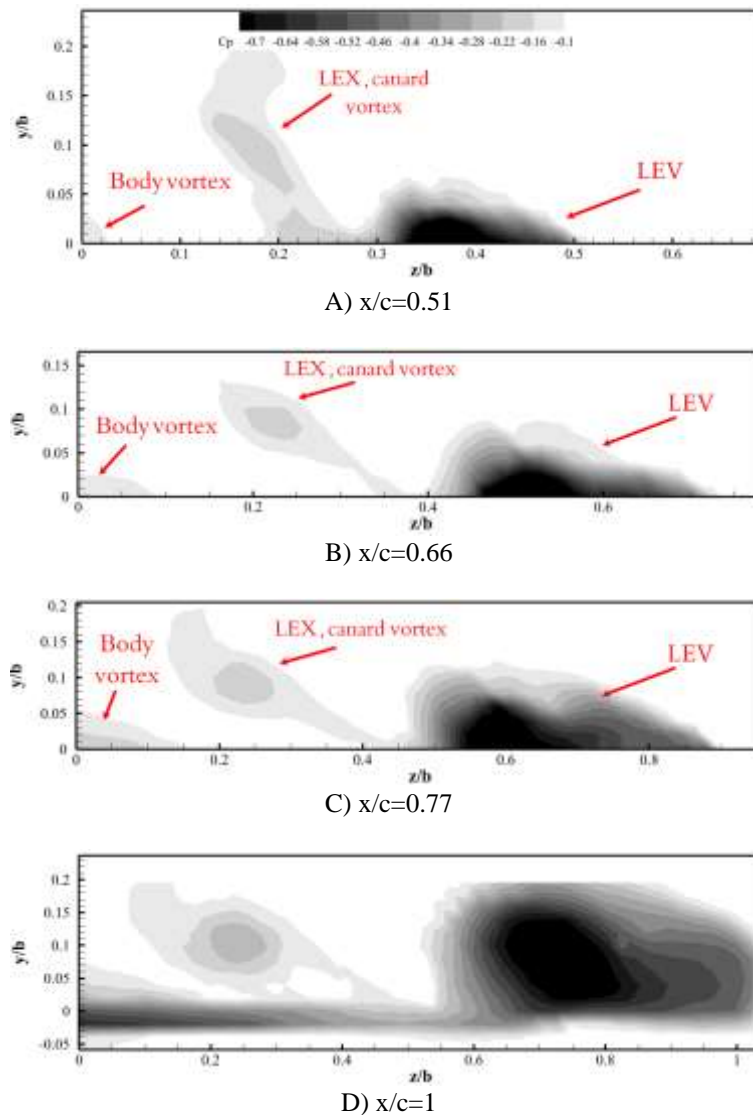 Cp -0.7 -0.64 -0.58 -0.52 -0.46 -0.4 -0.34 -0.28 -0.22 -0.16 -0.1
0.2
LEX, canard
vortex
0.15
y/b
0.1
Body vortex
LEV
0.05
0
0 0.1 0.2 0.3 0.4 0.5 0.6
z/b
A) x/c=0.51
0.15
LEX, canard vortex
y/b
0.1
Body vortex
LEV
0.05
0
0 0.2 0.4 0.6
z/b
B) x/c=0.66
0.2
LEX, canard vortex
0.15
Body
vortex
y/b
0.1
LEV
0.05
0
0 0.2 0.4 0.6 0.8
z/b
C) x/c=0.77
0.2
0.15
y/b
0.1
0.05
0
-0.05
0 0.2 0.4 0.6 0.8 1
z/b
D) x/c=1